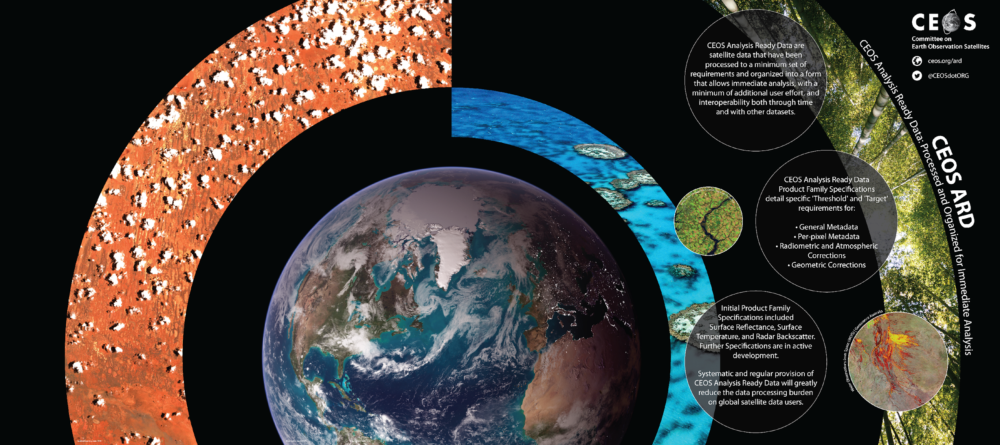 CEOS
Committee on
Earth Observation Satellites
ceos.org/ard
@CEOSdotORG
CEOS ARD
CEOS Analysis Ready Data: Processed and Organized for Immediate Analysis
CEOS Analysis Ready Data are
satellite data that have been
processed to a minimum set of
requirements and organized into a form
that allows immediate analysis, with a
minimum of additional user effort, and
interoperability both through time
and with other datasets.
CEOS Analysis Ready Data
Product Family Specifications
detail specific 'Threshold' and 'Target'
requirements for:
• General Metadata
• Per-pixel Metadata
• Radiometric and Atmospheric
Corrections
• Geometric Corrections
Initial Product Family
Specifications included
Surface Reflectance, Surface
Temperature, and Radar Backscatter.
Further Specifications are in active
development.
Systematic and regular provision of
CEOS Analysis Ready Data will greatly
reduce the data processing burden
on global satellite data users.
Water Observations from Space (WOfS) | Geoscience Australia